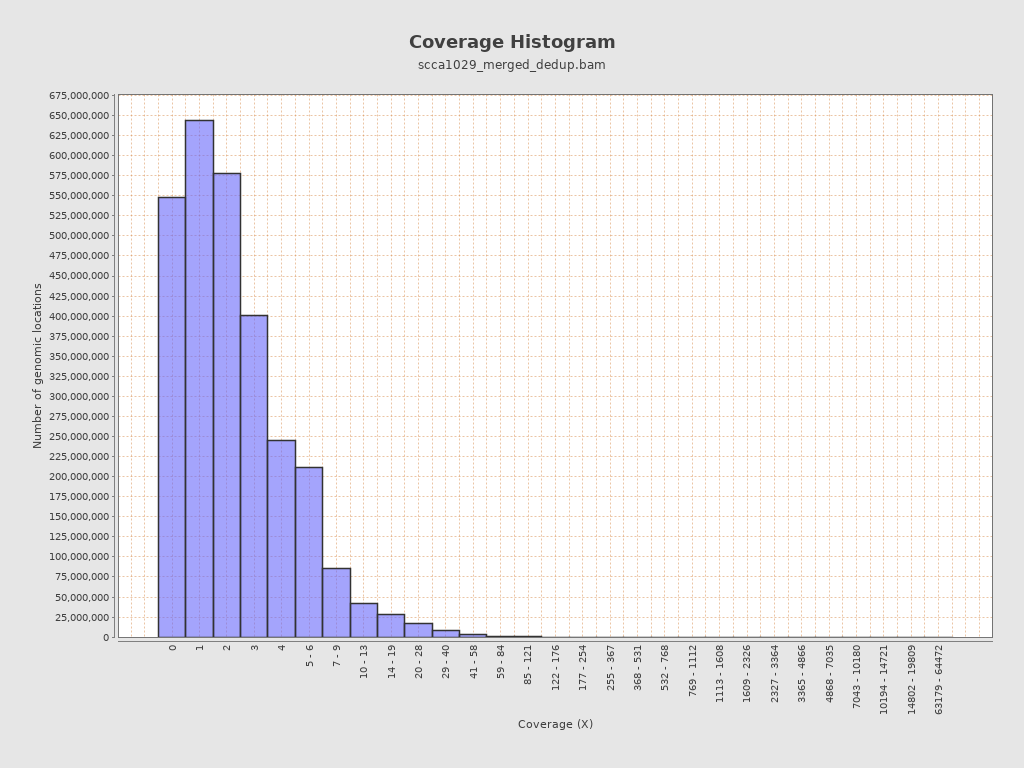 Coverage Histogram
scca1029_merged_dedup.bam
675,000,000
650,000,000
625,000,000
600,000,000
575,000,000
550,000,000
525,000,000
500,000,000
475,000,000
450,000,000
425,000,000
400,000,000
375,000,000
350,000,000
325,000,000
300,000,000
275,000,000
250,000,000
225,000,000
200,000,000
175,000,000
150,000,000
125,000,000
100,000,000
75,000,000
50,000,000
25,000,000
0
Number of genomic locations
0
1
2
3
4
5 - 6
7 - 9
10 - 13
14 - 19
20 - 28
29 - 40
41 - 58
59 - 84
85 - 121
122 - 176
177 - 254
255 - 367
368 - 531
532 - 768
769 - 1112
1113 - 1608
1609 - 2326
2327 - 3364
3365 - 4866
4868 - 7035
7043 - 10180
10194 - 14721
14802 - 19809
63179 - 64472
Coverage (X)